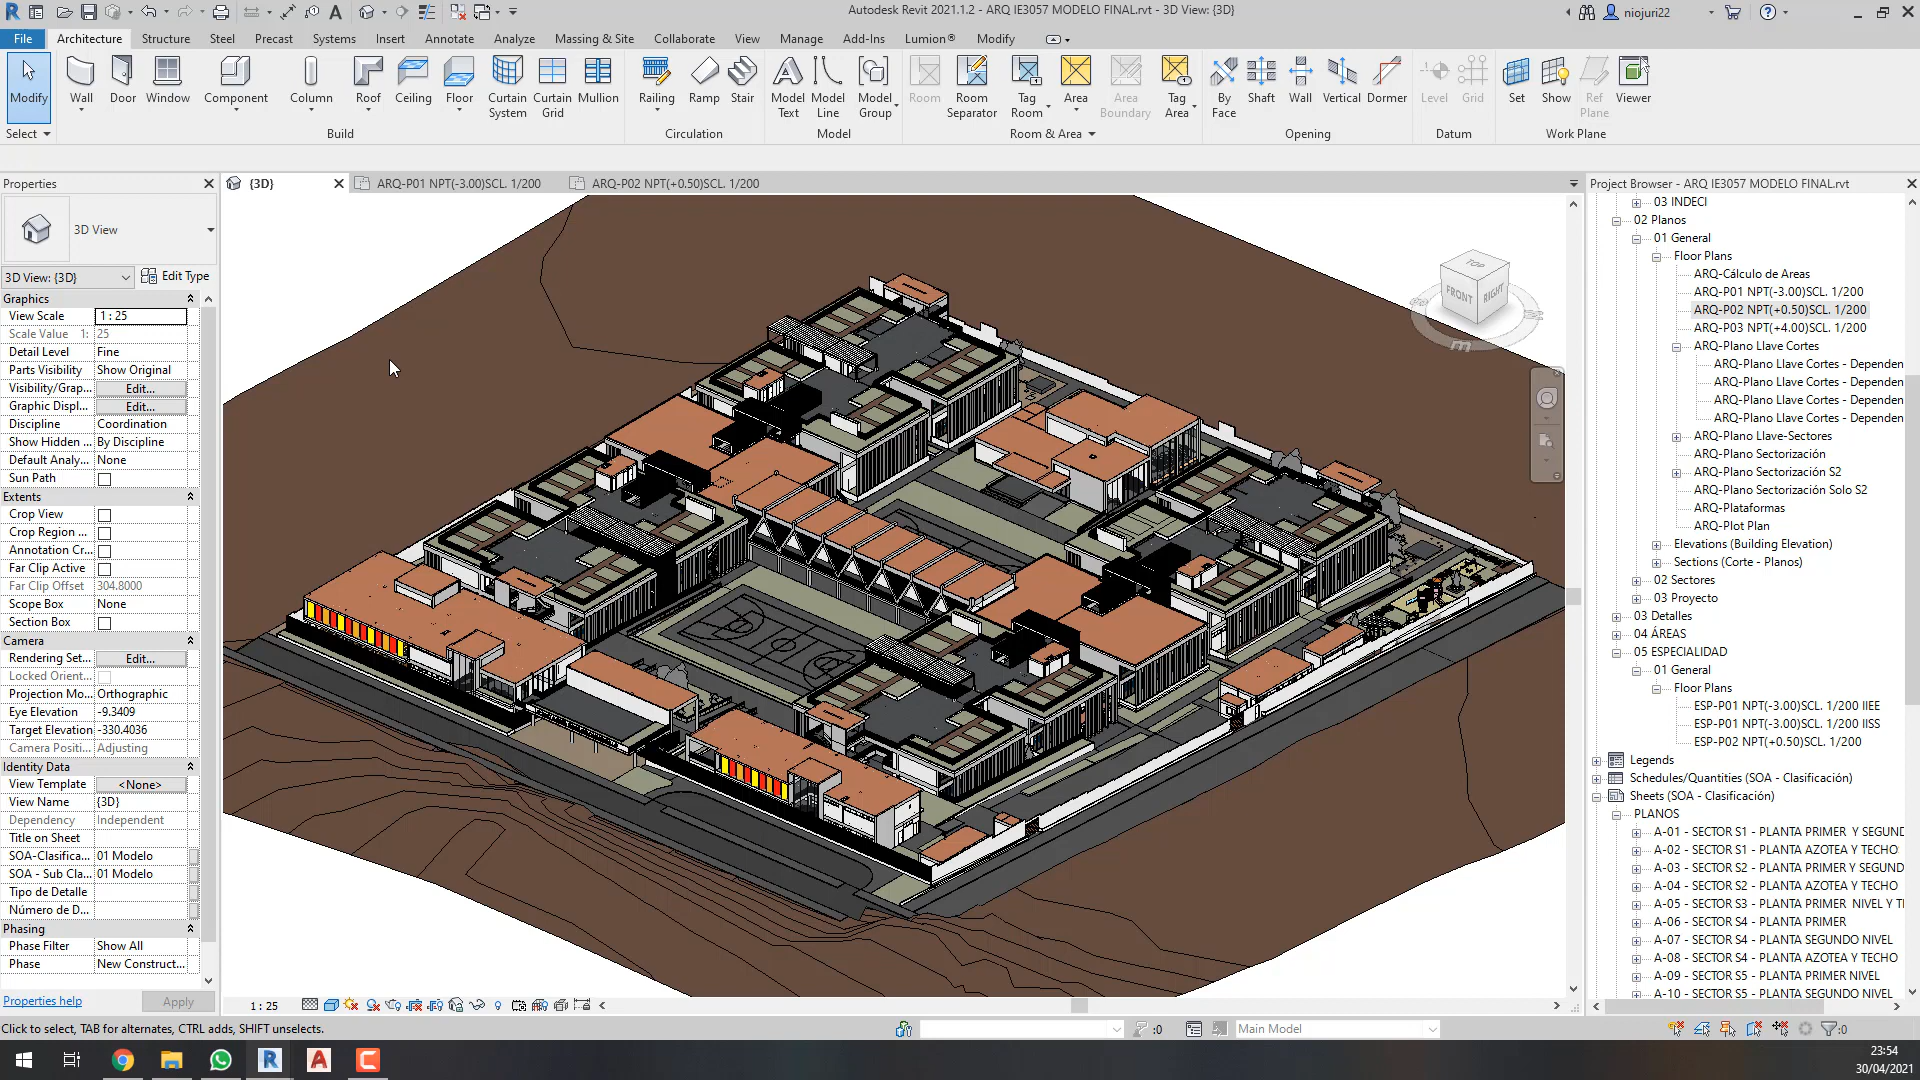 Autodesk Revit 2021.1.2 - ARQ IE3057 MODELO FINAL.rvt - 3D View: {3D}
niojuri22
File
Architecture
Structure
Steel
Precast
Systems
Insert
Annotate
Analyze
Massing & Site
Collaborate
View
Manage
Add-Ins
Lumion®
Modify
Modify
Wall
Door
Window
Component
Column
Roof
Ceiling
Floor
Curtain System
Curtain Grid
Mullion
Railing
Ramp
Stair
Model Text
Model Line
Model Group
Room
Room Separator
Tag Room
Area
Area Boundary
Tag Area
By Face
Shaft
Wall
Vertical
Dormer
Level
Grid
Set
Show
Ref Plane
Viewer
Select
Build
Circulation
Model
Room & Area
Opening
Datum
Work Plane
Properties
{3D}
ARQ-P01 NPT(-3.00)SCL. 1/200
ARQ-P02 NPT(+0.50)SCL. 1/200
Project Browser - ARQ IE3057 MODELO FINAL.rvt
3D View
3D View: {3D}
Edit Type
Graphics
View Scale 1 : 25
Scale Value 1: 25
Detail Level Fine
Parts Visibility Show Original
Visibility/Grap... Edit...
Graphic Displ... Edit...
Discipline Coordination
Show Hidden ... By Discipline
Default Analy... None
Sun Path
Extents
Crop View
Crop Region ...
Annotation Cr...
Far Clip Active
Far Clip Offset 304.8000
Scope Box None
Section Box
Camera
Rendering Set... Edit...
Locked Orient...
Projection Mo... Orthographic
Eye Elevation -9.3409
Target Elevation -330.4036
Camera Positi... Adjusting
Identity Data
View Template <None>
View Name {3D}
Dependency Independent
Title on Sheet
SOA-Clasifica... 01 Modelo
SOA - Sub Cla... 01 Modelo
Tipo de Detalle
Número de D...
Phasing
Phase Filter Show All
Phase New Construct...
Properties help
Apply
TOP
FRONT
RIGHT
03 INDECI
02 Planos
01 General
Floor Plans
ARQ-Cálculo de Areas
ARQ-P01 NPT(-3.00)SCL. 1/200
ARQ-P02 NPT(+0.50)SCL. 1/200
ARQ-P03 NPT(+4.00)SCL. 1/200
ARQ-Plano Llave Cortes
ARQ-Plano Llave Cortes - Dependen
ARQ-Plano Llave Cortes - Dependen
ARQ-Plano Llave Cortes - Dependen
ARQ-Plano Llave Cortes - Dependen
ARQ-Plano Llave-Sectores
ARQ-Plano Sectorización
ARQ-Plano Sectorización S2
ARQ-Plano Sectorización Solo S2
ARQ-Plataformas
ARQ-Plot Plan
Elevations (Building Elevation)
Sections (Corte - Planos)
02 Sectores
03 Proyecto
03 Detalles
04 ÁREAS
05 ESPECIALIDAD
01 General
Floor Plans
ESP-P01 NPT(-3.00)SCL. 1/200 IIEE
ESP-P01 NPT(-3.00)SCL. 1/200 IISS
ESP-P02 NPT(+0.50)SCL. 1/200
Legends
Schedules/Quantities (SOA - Clasificación)
Sheets (SOA - Clasificación)
PLANOS
A-01 - SECTOR S1 - PLANTA PRIMER Y SEGUND
A-02 - SECTOR S1 - PLANTA AZOTEA Y TECHO
A-03 - SECTOR S2 - PLANTA PRIMER Y SEGUND
A-04 - SECTOR S2 - PLANTA AZOTEA Y TECHO
A-05 - SECTOR S3 - PLANTA PRIMER NIVEL Y T
A-06 - SECTOR S4 - PLANTA PRIMER
A-07 - SECTOR S4 - PLANTA SEGUNDO NIVEL
A-08 - SECTOR S4 - PLANTA AZOTEA Y TECHO
A-09 - SECTOR S5 - PLANTA PRIMER NIVEL
A-10 - SECTOR S5 - PLANTA SEGUNDO NIVEL
1 : 25
Click to select, TAB for alternates, CTRL adds, SHIFT unselects.
:0
Main Model
:0
23:54
30/04/2021